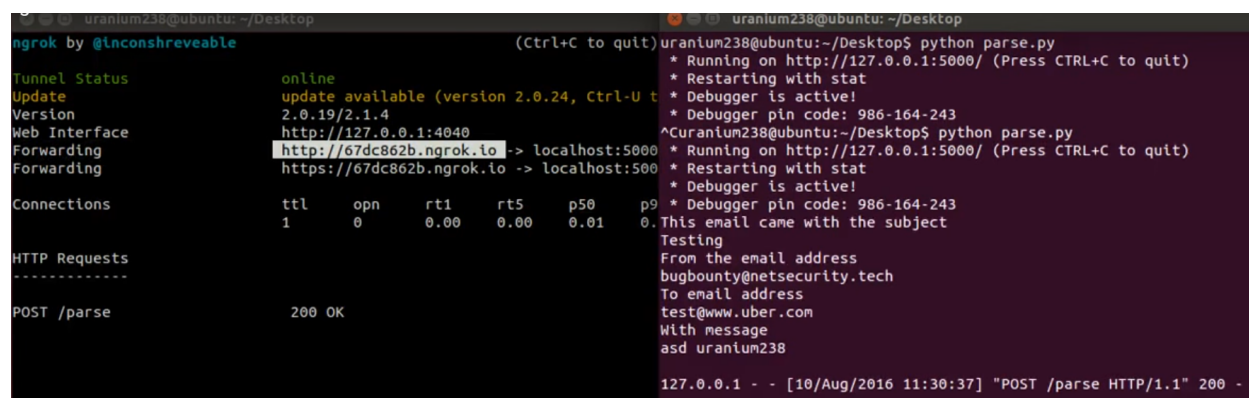 uranium238@ubuntu: ~/Desktop
ngrok by @inconshreveable (Ctrl+C to quit)
Tunnel Status online
Update update available (version 2.0.24, Ctrl-U t
Version 2.0.19/2.1.4
Web Interface http://127.0.0.1:4040
Forwarding http://67dc862b.ngrok.io -> localhost:5000
Forwarding https://67dc862b.ngrok.io -> localhost:500
Connections ttl opn rt1 rt5 p50 p9
1 0 0.00 0.00 0.01 0.
HTTP Requests
-------------
POST /parse 200 OK
uranium238@ubuntu: ~/Desktop
uranium238@ubuntu:~/Desktop$ python parse.py
* Running on http://127.0.0.1:5000/ (Press CTRL+C to quit)
* Restarting with stat
* Debugger is active!
* Debugger pin code: 986-164-243
^Curanium238@ubuntu:~/Desktop$ python parse.py
* Running on http://127.0.0.1:5000/ (Press CTRL+C to quit)
* Restarting with stat
* Debugger is active!
* Debugger pin code: 986-164-243
This email came with the subject
Testing
From the email address
bugbounty@netsecurity.tech
To email address
test@www.uber.com
With message
asd uranium238
127.0.0.1 - - [10/Aug/2016 11:30:37] "POST /parse HTTP/1.1" 200 -